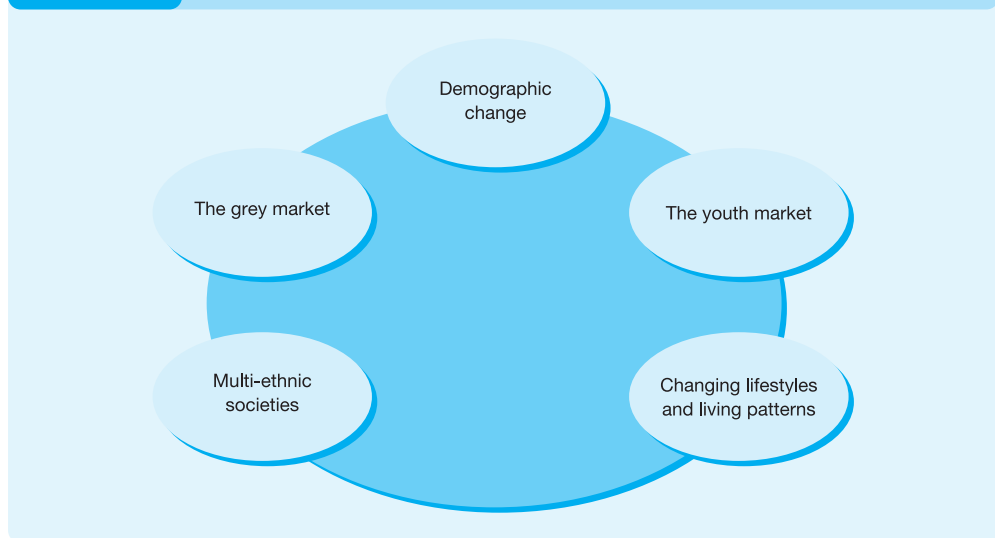 Demographic
change
The grey market
The youth market
Multi-ethnic
societies
Changing lifestyles
and living patterns